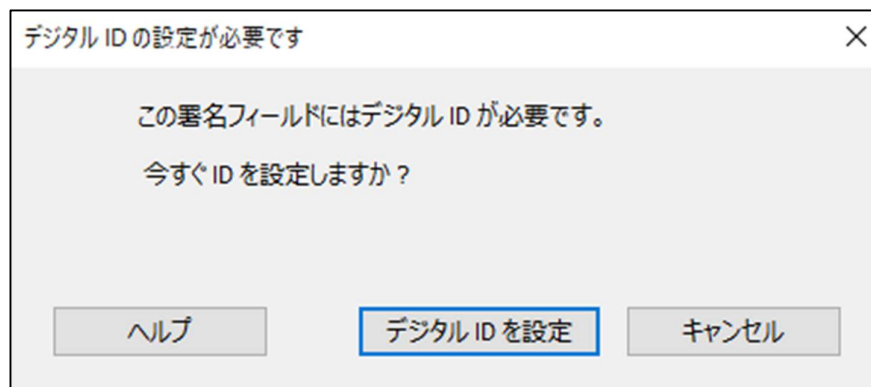 デジタル ID の設定が必要です
この署名フィールドにはデジタル ID が必要です。
今すぐ ID を設定しますか？
ヘルプ
デジタル ID を設定
キャンセル